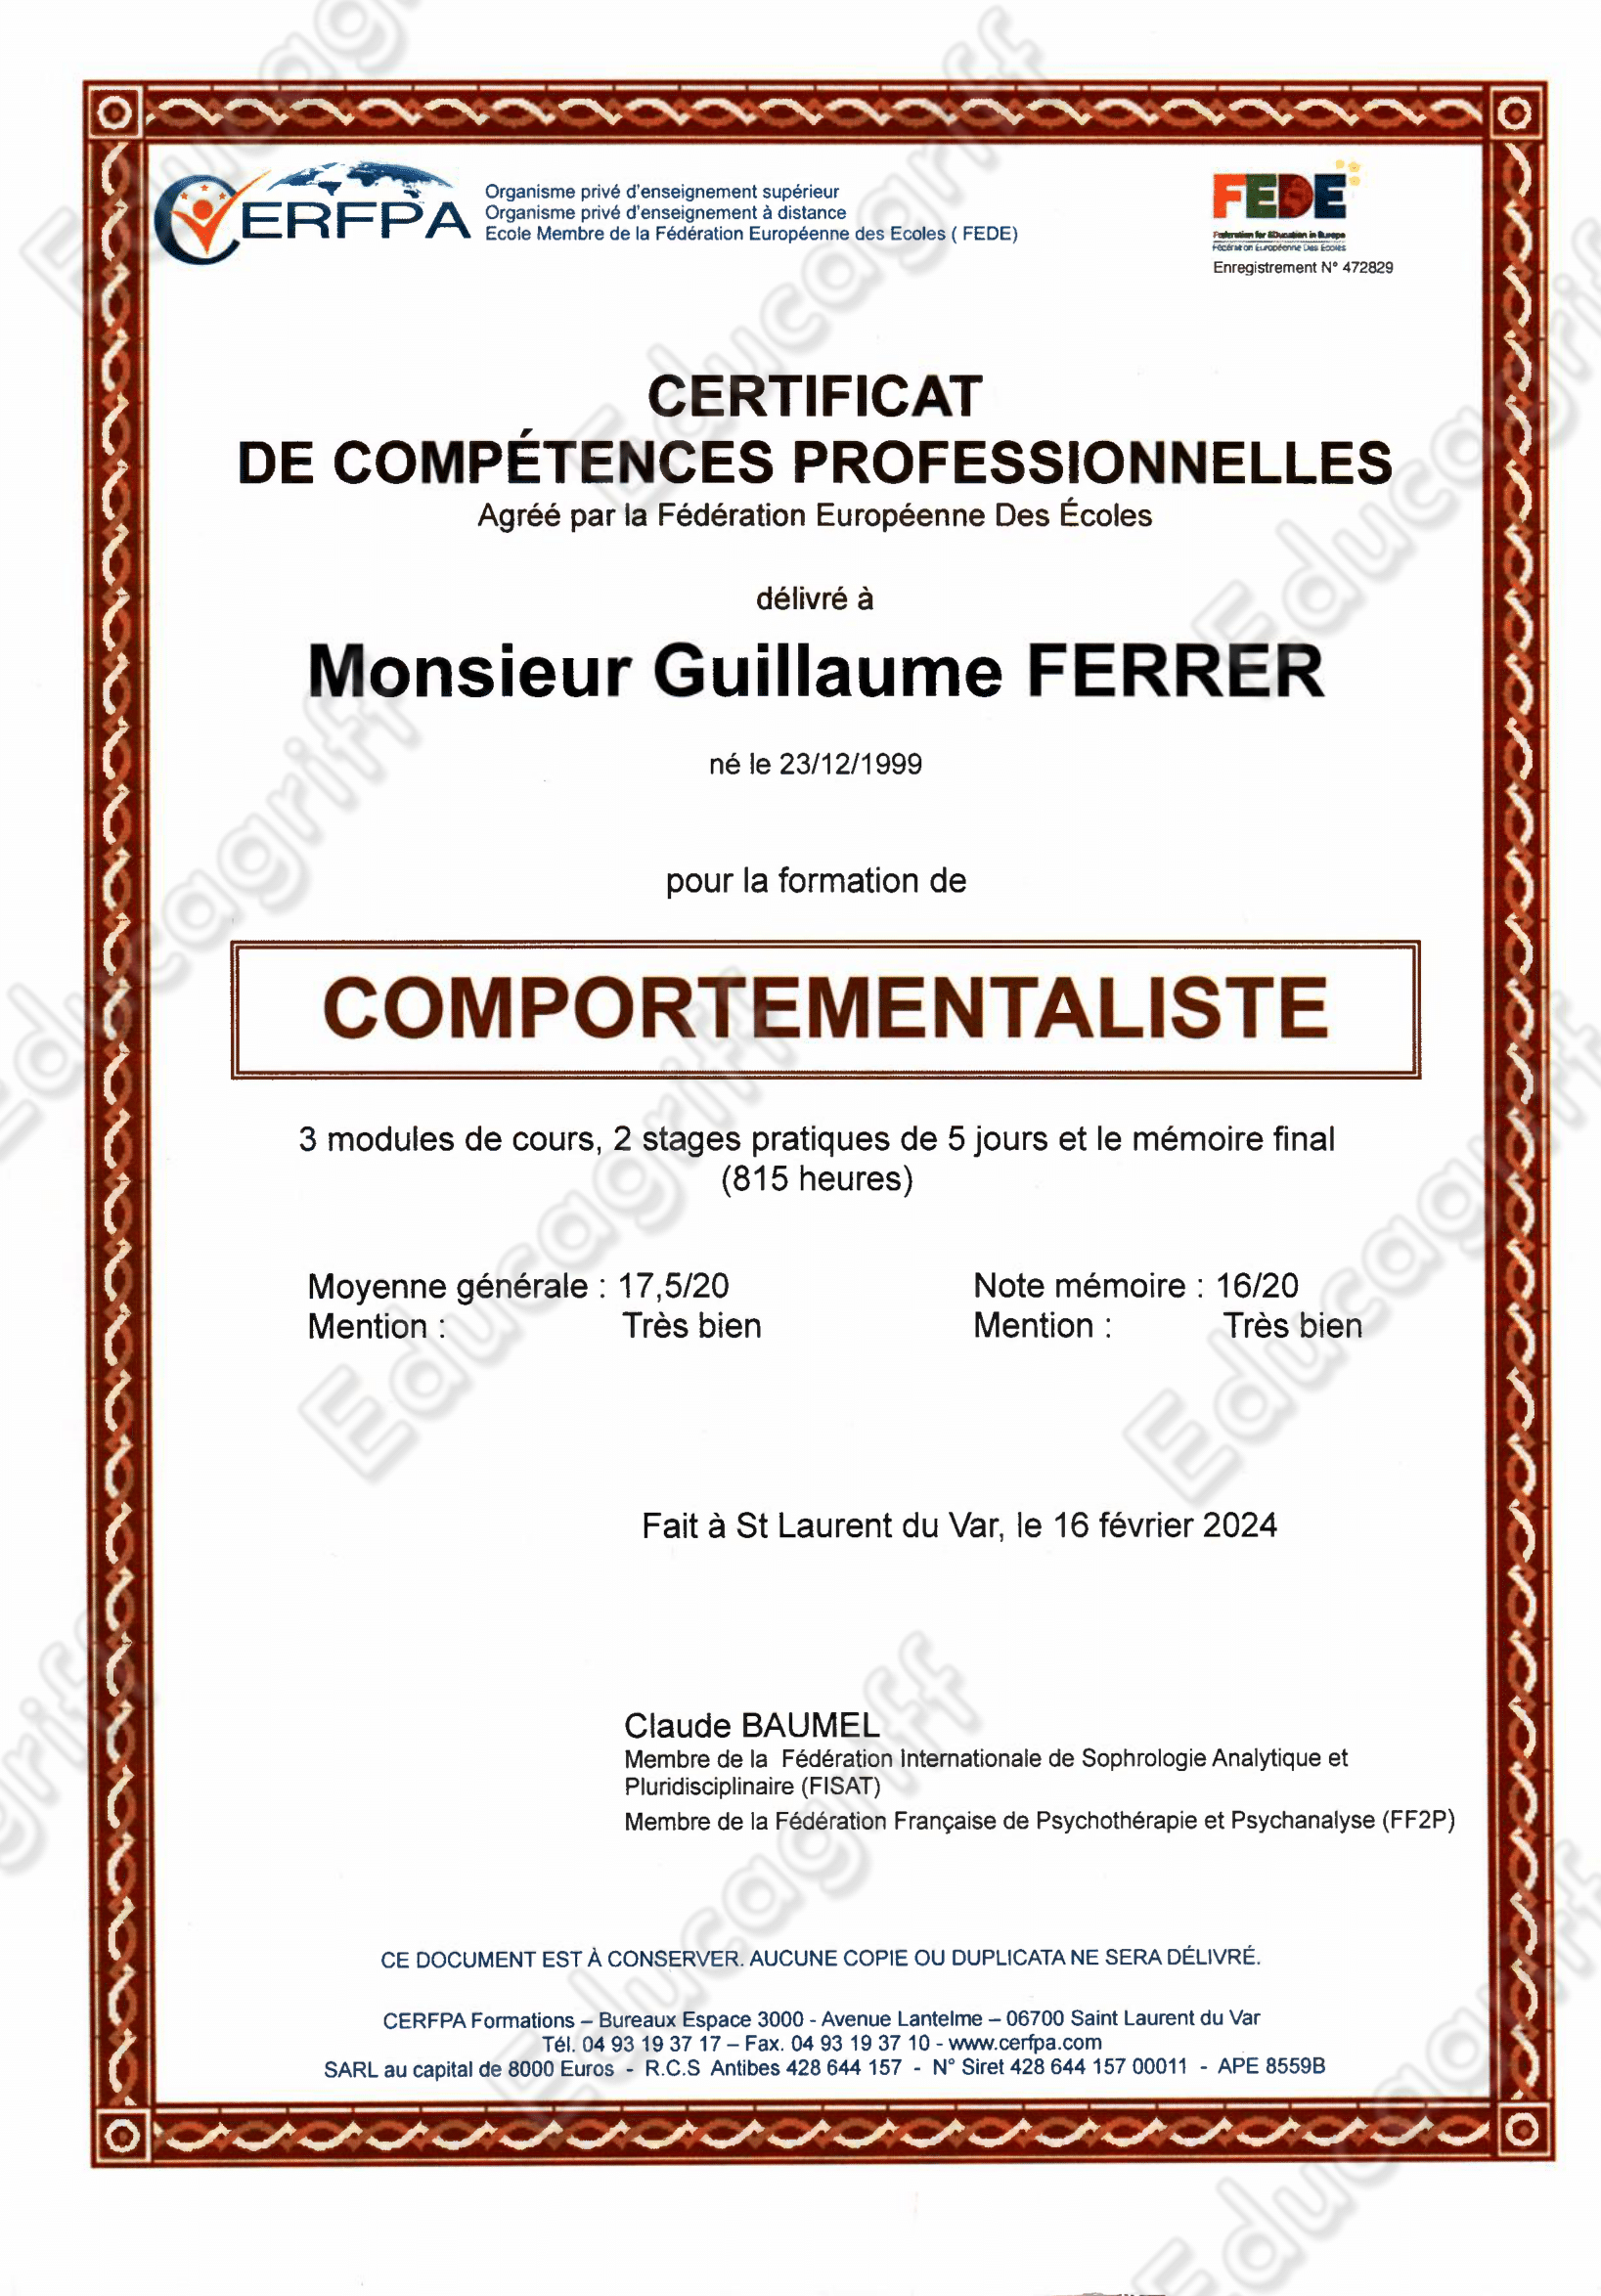 CERFPA
Organisme privé d'enseignement supérieur
Organisme privé d'enseignement à distance
Ecole Membre de la Fédération Européenne des Ecoles ( FEDE)
FEDE
Federation for EDucation in Europe
Fédération Européenne Des Ecoles
Enregistrement N° 472829
CERTIFICAT
DE COMPÉTENCES PROFESSIONNELLES
Agréé par la Fédération Européenne Des Écoles
délivré à
Monsieur Guillaume FERRER
né le 23/12/1999
pour la formation de
COMPORTEMENTALISTE
3 modules de cours, 2 stages pratiques de 5 jours et le mémoire final
(815 heures)
Moyenne générale : 17,5/20
Mention : Très bien
Note mémoire : 16/20
Mention : Très bien
Fait à St Laurent du Var, le 16 février 2024
Claude BAUMEL
Membre de la Fédération Internationale de Sophrologie Analytique et
Pluridisciplinaire (FISAT)
Membre de la Fédération Française de Psychothérapie et Psychanalyse (FF2P)
CE DOCUMENT EST À CONSERVER. AUCUNE COPIE OU DUPLICATA NE SERA DÉLIVRÉ.
CERFPA Formations – Bureaux Espace 3000 - Avenue Lantelme – 06700 Saint Laurent du Var
Tél. 04 93 19 37 17 – Fax. 04 93 19 37 10 - www.cerfpa.com
SARL au capital de 8000 Euros - R.C.S Antibes 428 644 157 - N° Siret 428 644 157 00011 - APE 8559B
Educagriff
Educagriff
Educagriff
Educagriff
Educagriff
Educagriff
Educagriff